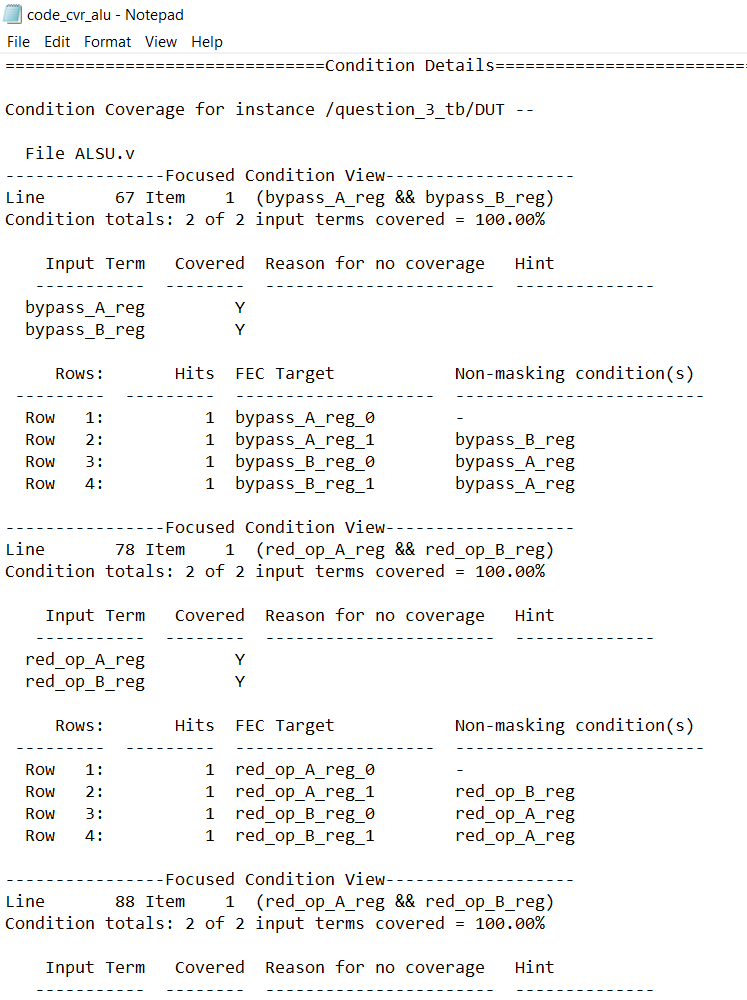 code_cvr_alu - Notepad
File Edit Format View Help
================================Condition Details==========================
Condition Coverage for instance /question_3_tb/DUT --
File ALSU.v
----------------Focused Condition View-------------------
Line 67 Item 1 (bypass_A_reg && bypass_B_reg)
Condition totals: 2 of 2 input terms covered = 100.00%
Input Term Covered Reason for no coverage Hint
----------- -------- ----------------------- --------------
bypass_A_reg Y
bypass_B_reg Y
Rows: Hits FEC Target Non-masking condition(s)
--------- --------- -------------------- -------------------------
Row 1: 1 bypass_A_reg_0 -
Row 2: 1 bypass_A_reg_1 bypass_B_reg
Row 3: 1 bypass_B_reg_0 bypass_A_reg
Row 4: 1 bypass_B_reg_1 bypass_A_reg
----------------Focused Condition View-------------------
Line 78 Item 1 (red_op_A_reg && red_op_B_reg)
Condition totals: 2 of 2 input terms covered = 100.00%
Input Term Covered Reason for no coverage Hint
----------- -------- ----------------------- --------------
red_op_A_reg Y
red_op_B_reg Y
Rows: Hits FEC Target Non-masking condition(s)
--------- --------- -------------------- -------------------------
Row 1: 1 red_op_A_reg_0 -
Row 2: 1 red_op_A_reg_1 red_op_B_reg
Row 3: 1 red_op_B_reg_0 red_op_A_reg
Row 4: 1 red_op_B_reg_1 red_op_A_reg
----------------Focused Condition View-------------------
Line 88 Item 1 (red_op_A_reg && red_op_B_reg)
Condition totals: 2 of 2 input terms covered = 100.00%
Input Term Covered Reason for no coverage Hint
----------- -------- ----------------------- --------------